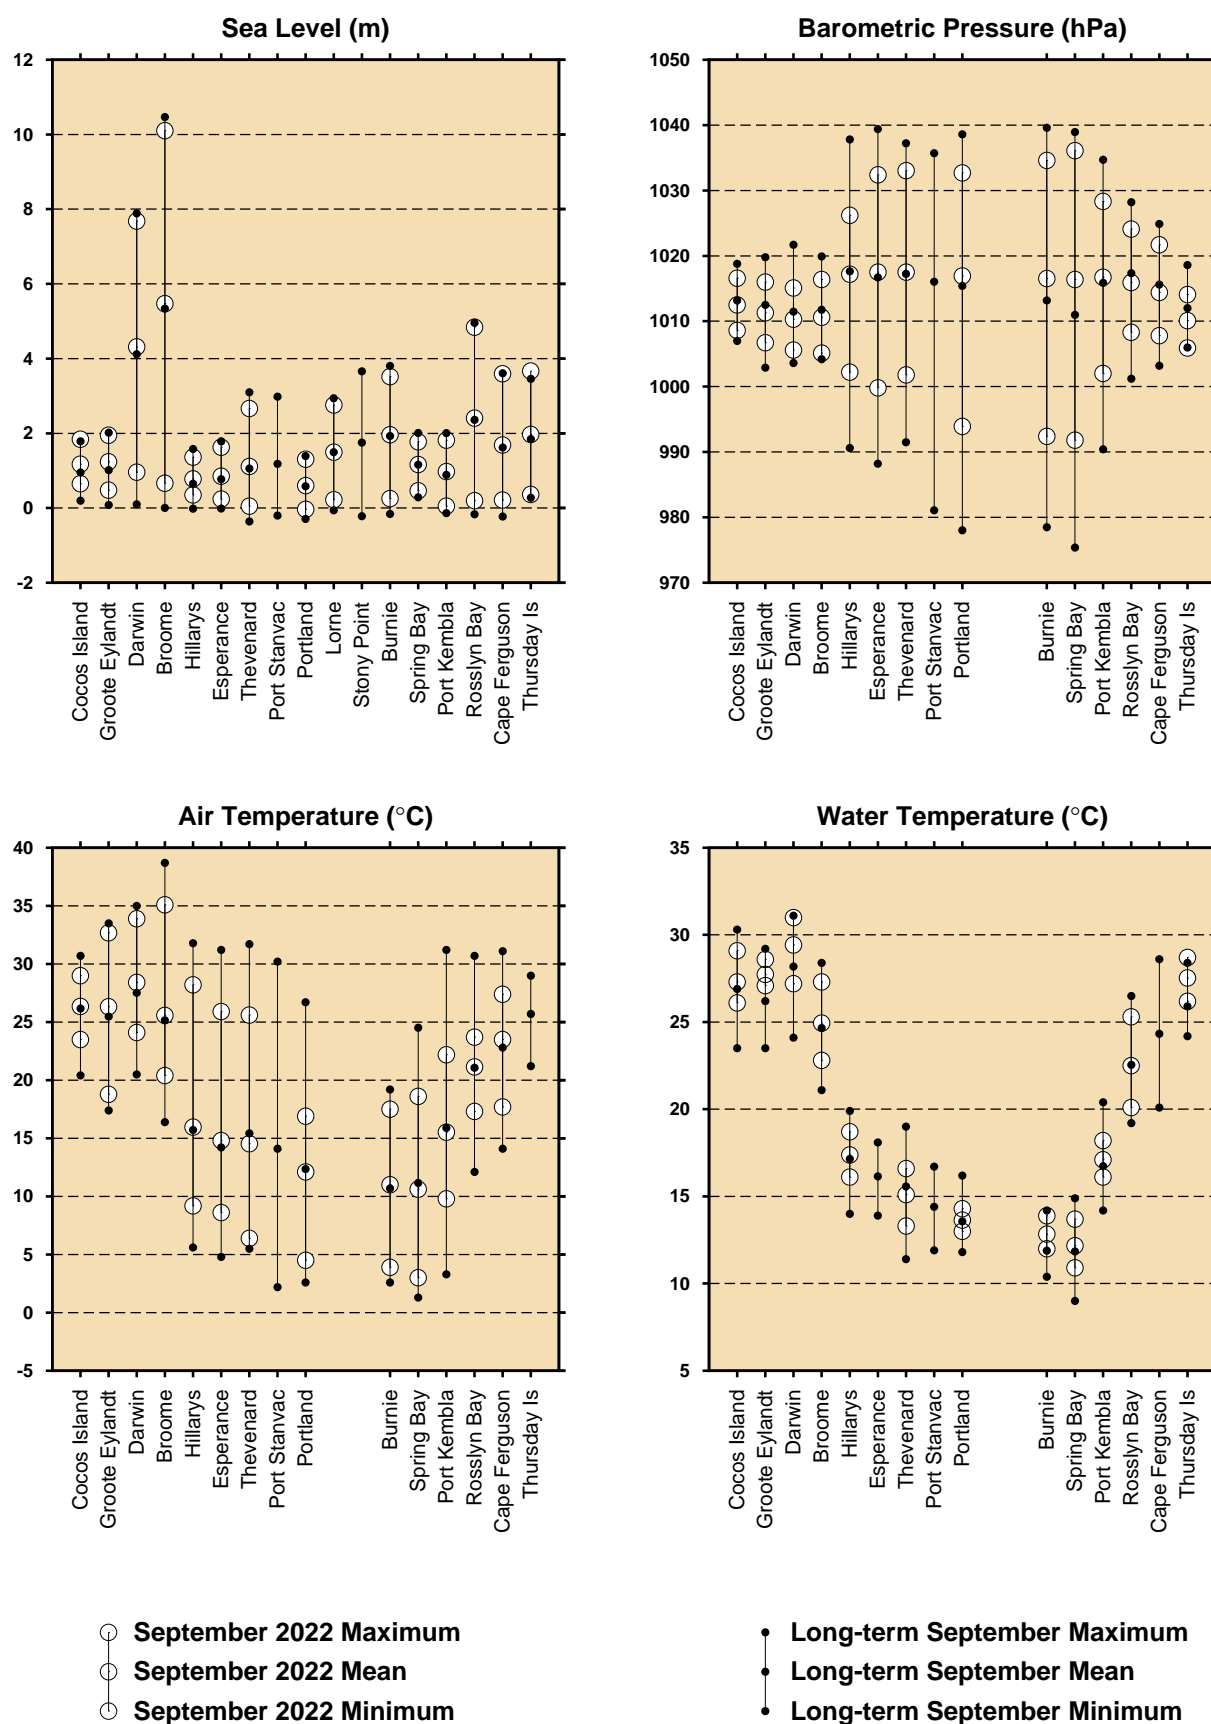 Sea Level (m)
12
10
8
6
4
2
0
-2
Cocos Island
Groote Eylandt
Darwin
Broome
Hillarys
Esperance
Thevenard
Port Stanvac
Portland
Lorne
Stony Point
Burnie
Spring Bay
Port Kembla
Rosslyn Bay
Cape Ferguson
Thursday Is
Barometric Pressure (hPa)
1050
1040
1030
1020
1010
1000
990
980
970
Cocos Island
Groote Eylandt
Darwin
Broome
Hillarys
Esperance
Thevenard
Port Stanvac
Portland
Burnie
Spring Bay
Port Kembla
Rosslyn Bay
Cape Ferguson
Thursday Is
Air Temperature (°C)
40
35
30
25
20
15
10
5
0
-5
Cocos Island
Groote Eylandt
Darwin
Broome
Hillarys
Esperance
Thevenard
Port Stanvac
Portland
Burnie
Spring Bay
Port Kembla
Rosslyn Bay
Cape Ferguson
Thursday Is
Water Temperature (°C)
35
30
25
20
15
10
5
Cocos Island
Groote Eylandt
Darwin
Broome
Hillarys
Esperance
Thevenard
Port Stanvac
Portland
Burnie
Spring Bay
Port Kembla
Rosslyn Bay
Cape Ferguson
Thursday Is
September 2022 Maximum
September 2022 Mean
September 2022 Minimum
Long-term September Maximum
Long-term September Mean
Long-term September Minimum